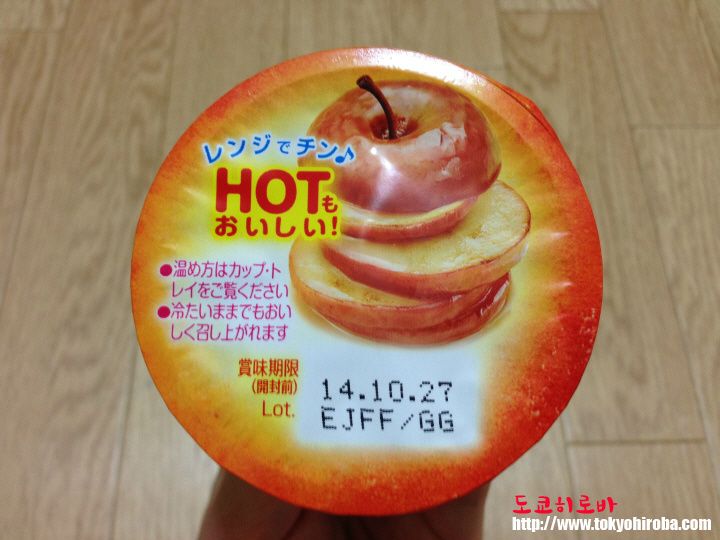 レンジでチン♪
HOTも
おいしい!
●温め方はカップ・ト
レイをご覧ください
●冷たいままでもおい
しく召し上がれます
賞味期限
(開封前)
14.10.27
Lot.
EJFF/GG
도쿄히로바
http://www.tokyohiroba.com